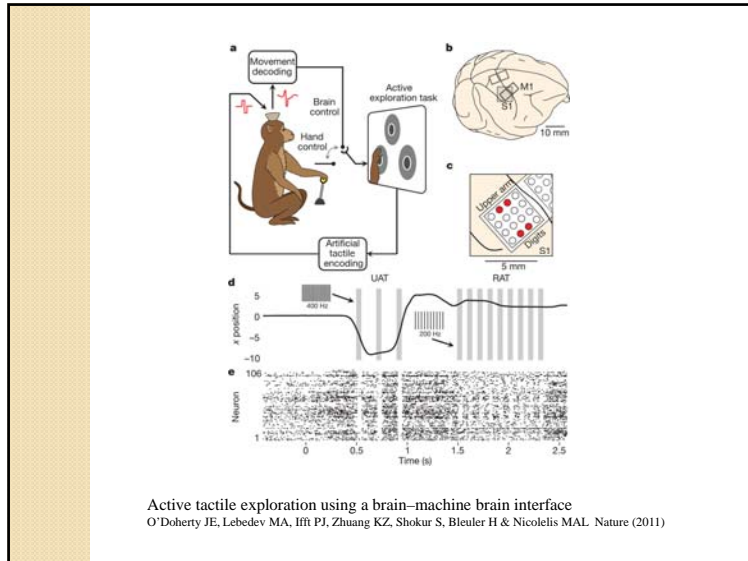 a
Movement
decoding
Brain
control
Hand
control
Active
exploration task
Artificial
tactile
encoding
b
M1
S1
10 mm
c
Upper arm
Digits
S1
5 mm
d
UAT
RAT
x position
5
0
−5
−10
400 Hz
200 Hz
e
Neuron
106
1
0
0.5
1
1.5
2
2.5
Time (s)
Active tactile exploration using a brain–machine brain interface
O'Doherty JE, Lebedev MA, Ifft PJ, Zhuang KZ, Shokur S, Bleuler H & Nicolelis MAL Nature (2011)